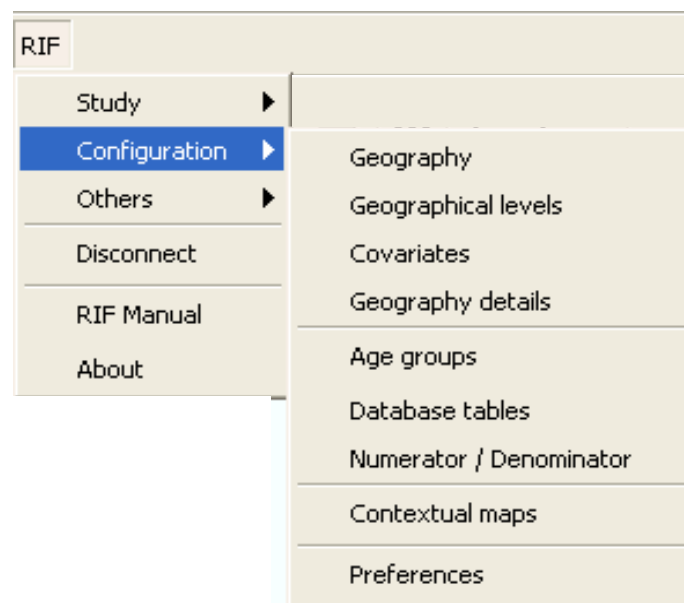 RIF
Study
Configuration
Others
Disconnect
RIF Manual
About
Geography
Geographical levels
Covariates
Geography details
Age groups
Database tables
Numerator / Denominator
Contextual maps
Preferences